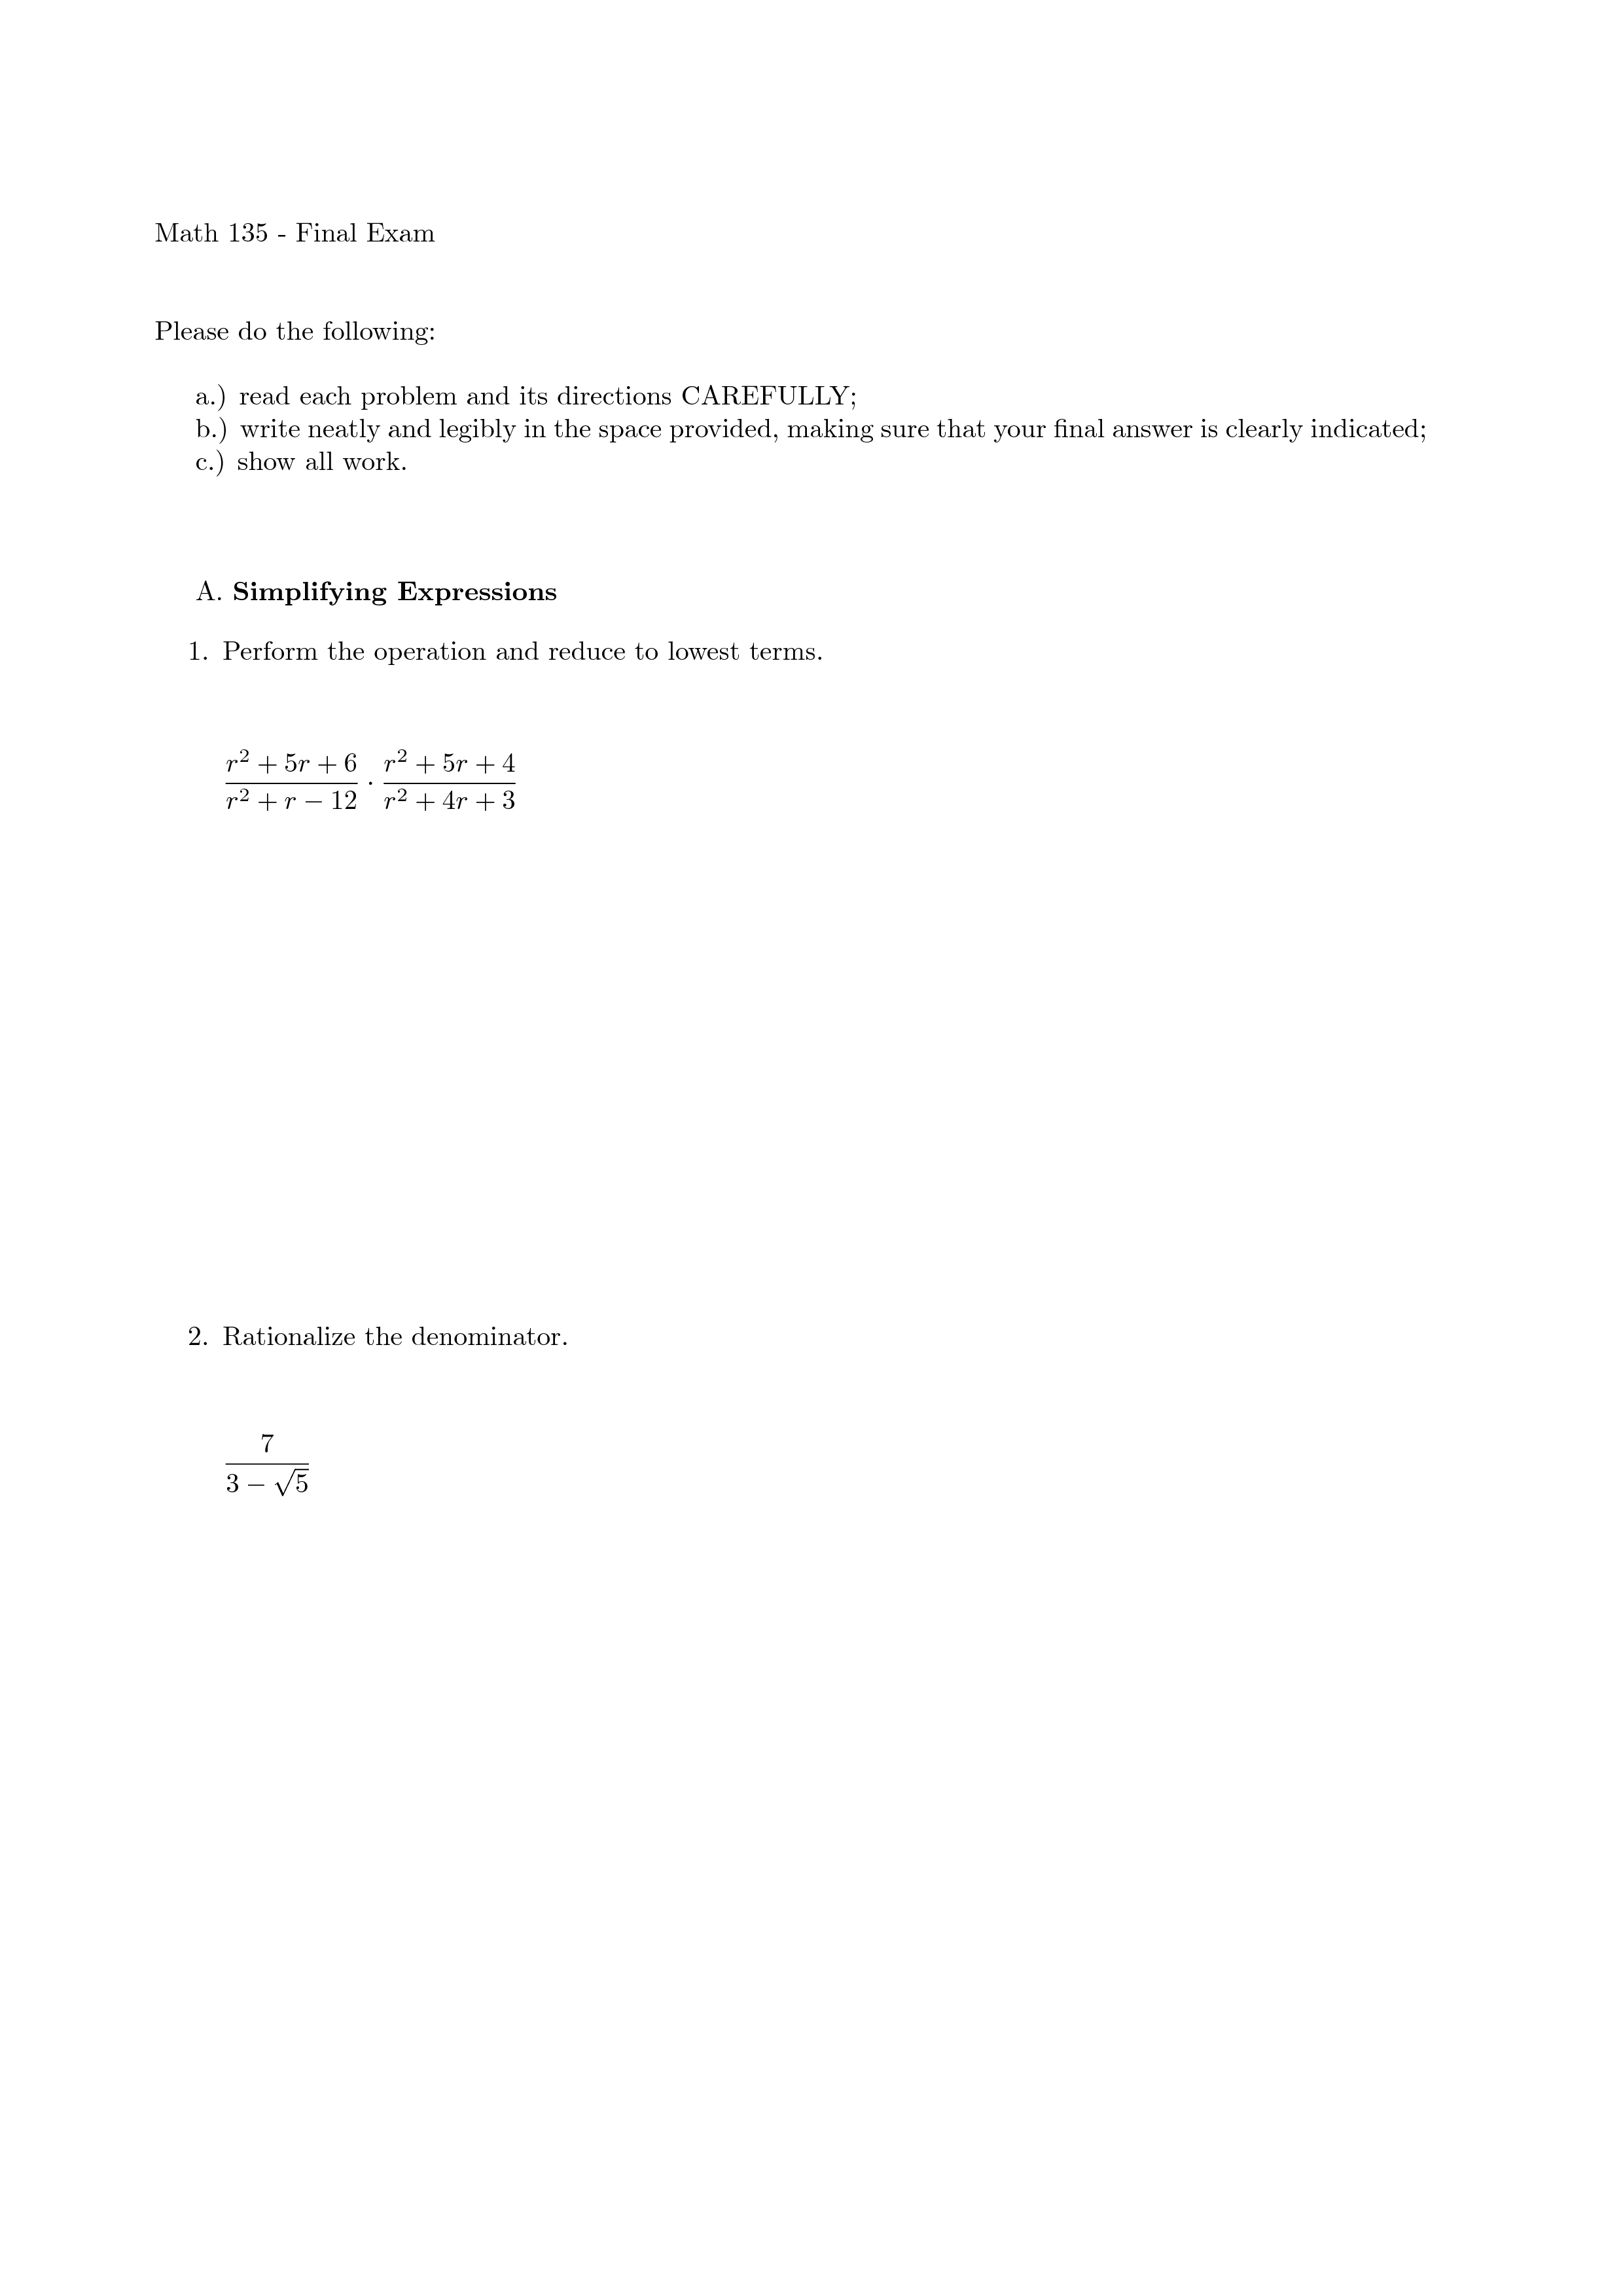 Math 135 - Final Exam
Please do the following:
a.) read each problem and its directions CAREFULLY;
b.) write neatly and legibly in the space provided, making sure that your final answer is clearly indicated;
c.) show all work.
A. Simplifying Expressions
1. Perform the operation and reduce to lowest terms.
\frac{r^2 + 5r + 6}{r^2 + r - 12} \cdot \frac{r^2 + 5r + 4}{r^2 + 4r + 3}
2. Rationalize the denominator.
\frac{7}{3 - \sqrt{5}}